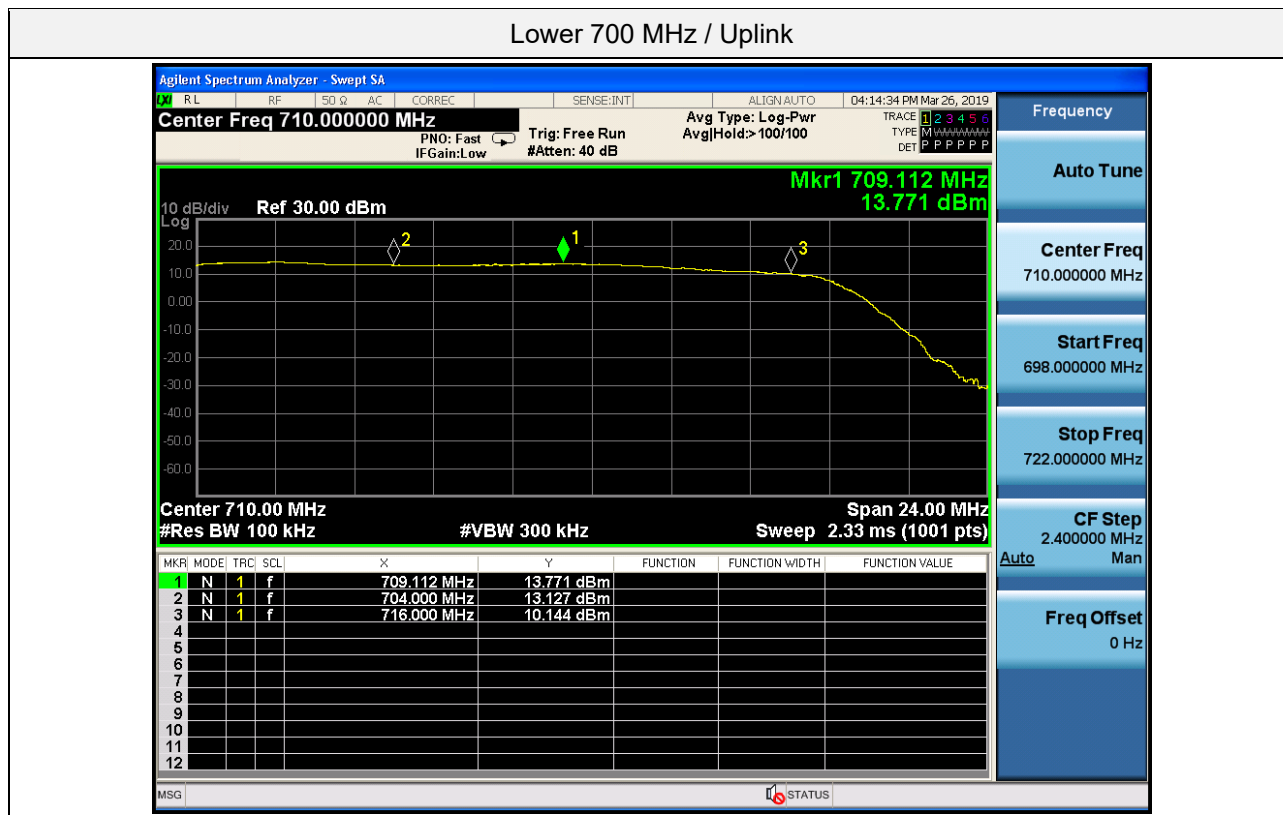 Lower 700 MHz / Uplink
Agilent Spectrum Analyzer - Swept SA
LXI RL RF 50 Ω AC CORREC SENSE:INT ALIGN AUTO 04:14:34 PM Mar 26, 2019
Center Freq 710.000000 MHz
PNO: Fast
IFGain:Low
Trig: Free Run
#Atten: 40 dB
Avg Type: Log-Pwr
Avg|Hold:>100/100
TRACE 1 2 3 4 5 6
TYPE M
DET P P P P P P
Mkr1 709.112 MHz
13.771 dBm
10 dB/div Ref 30.00 dBm
Log
20.0
10.0
0.00
-10.0
-20.0
-30.0
-40.0
-50.0
-60.0
2
1
3
Center 710.00 MHz Span 24.00 MHz
#Res BW 100 kHz #VBW 300 kHz Sweep 2.33 ms (1001 pts)
MKR MODE TRC SCL X Y FUNCTION FUNCTION WIDTH FUNCTION VALUE
1 N 1 f 709.112 MHz 13.771 dBm
2 N 1 f 704.000 MHz 13.127 dBm
3 N 1 f 716.000 MHz 10.144 dBm
4
5
6
7
8
9
10
11
12
MSG STATUS
Frequency
Auto Tune
Center Freq
710.000000 MHz
Start Freq
698.000000 MHz
Stop Freq
722.000000 MHz
CF Step
2.400000 MHz
Auto Man
Freq Offset
0 Hz